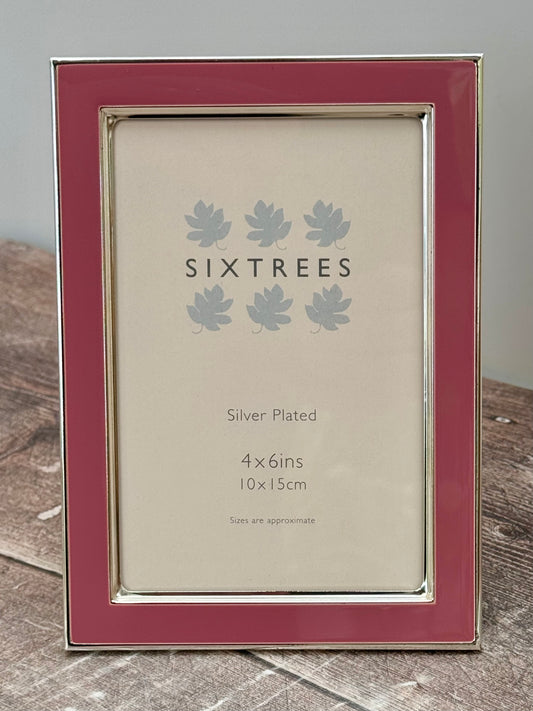 SIXTREES
Silver Plated
4x6ins
10x15cm
Sizes are approximate